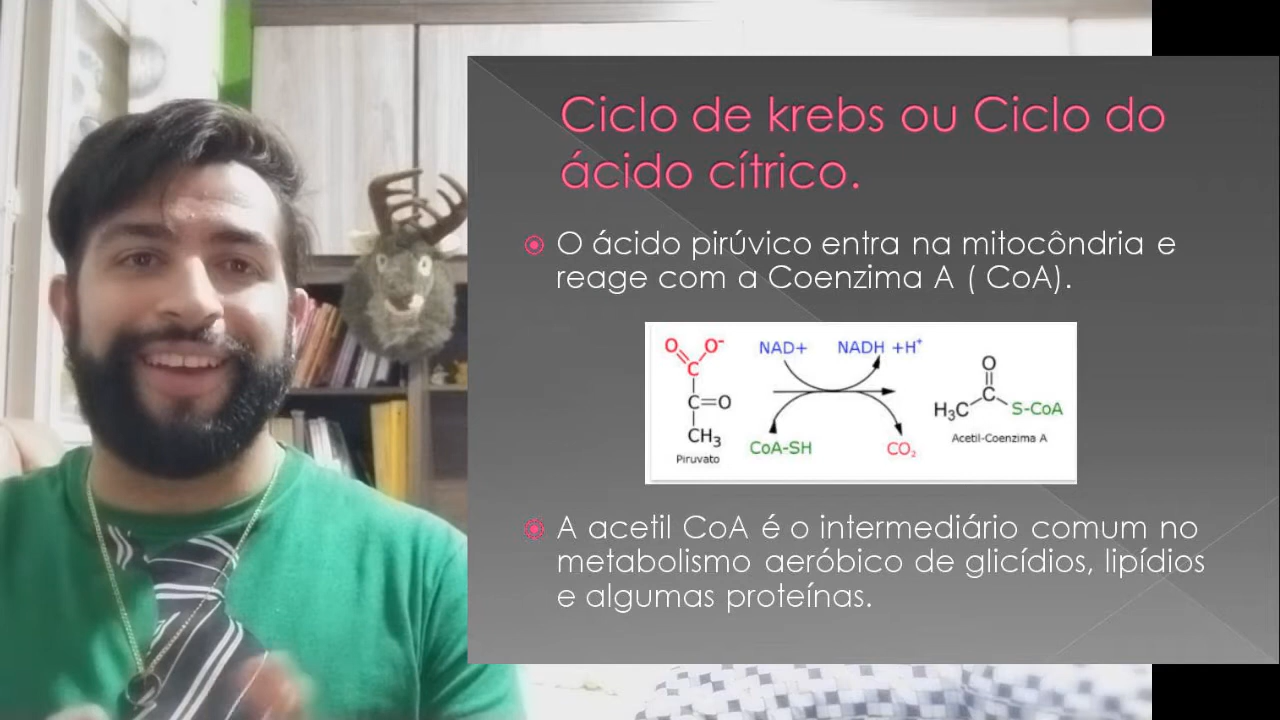 Ciclo de krebs ou Ciclo do
ácido cítrico.
O ácido pirúvico entra na mitocôndria e
reage com a Coenzima A ( CoA).
O O⁻
C
C=O
CH₃
Piruvato
NAD+ NADH +H⁺
CoA-SH CO₂
O
H₃C C S-CoA
Acetil-Coenzima A
A acetil CoA é o intermediário comum no
metabolismo aeróbico de glicídios, lipídios
e algumas proteínas.